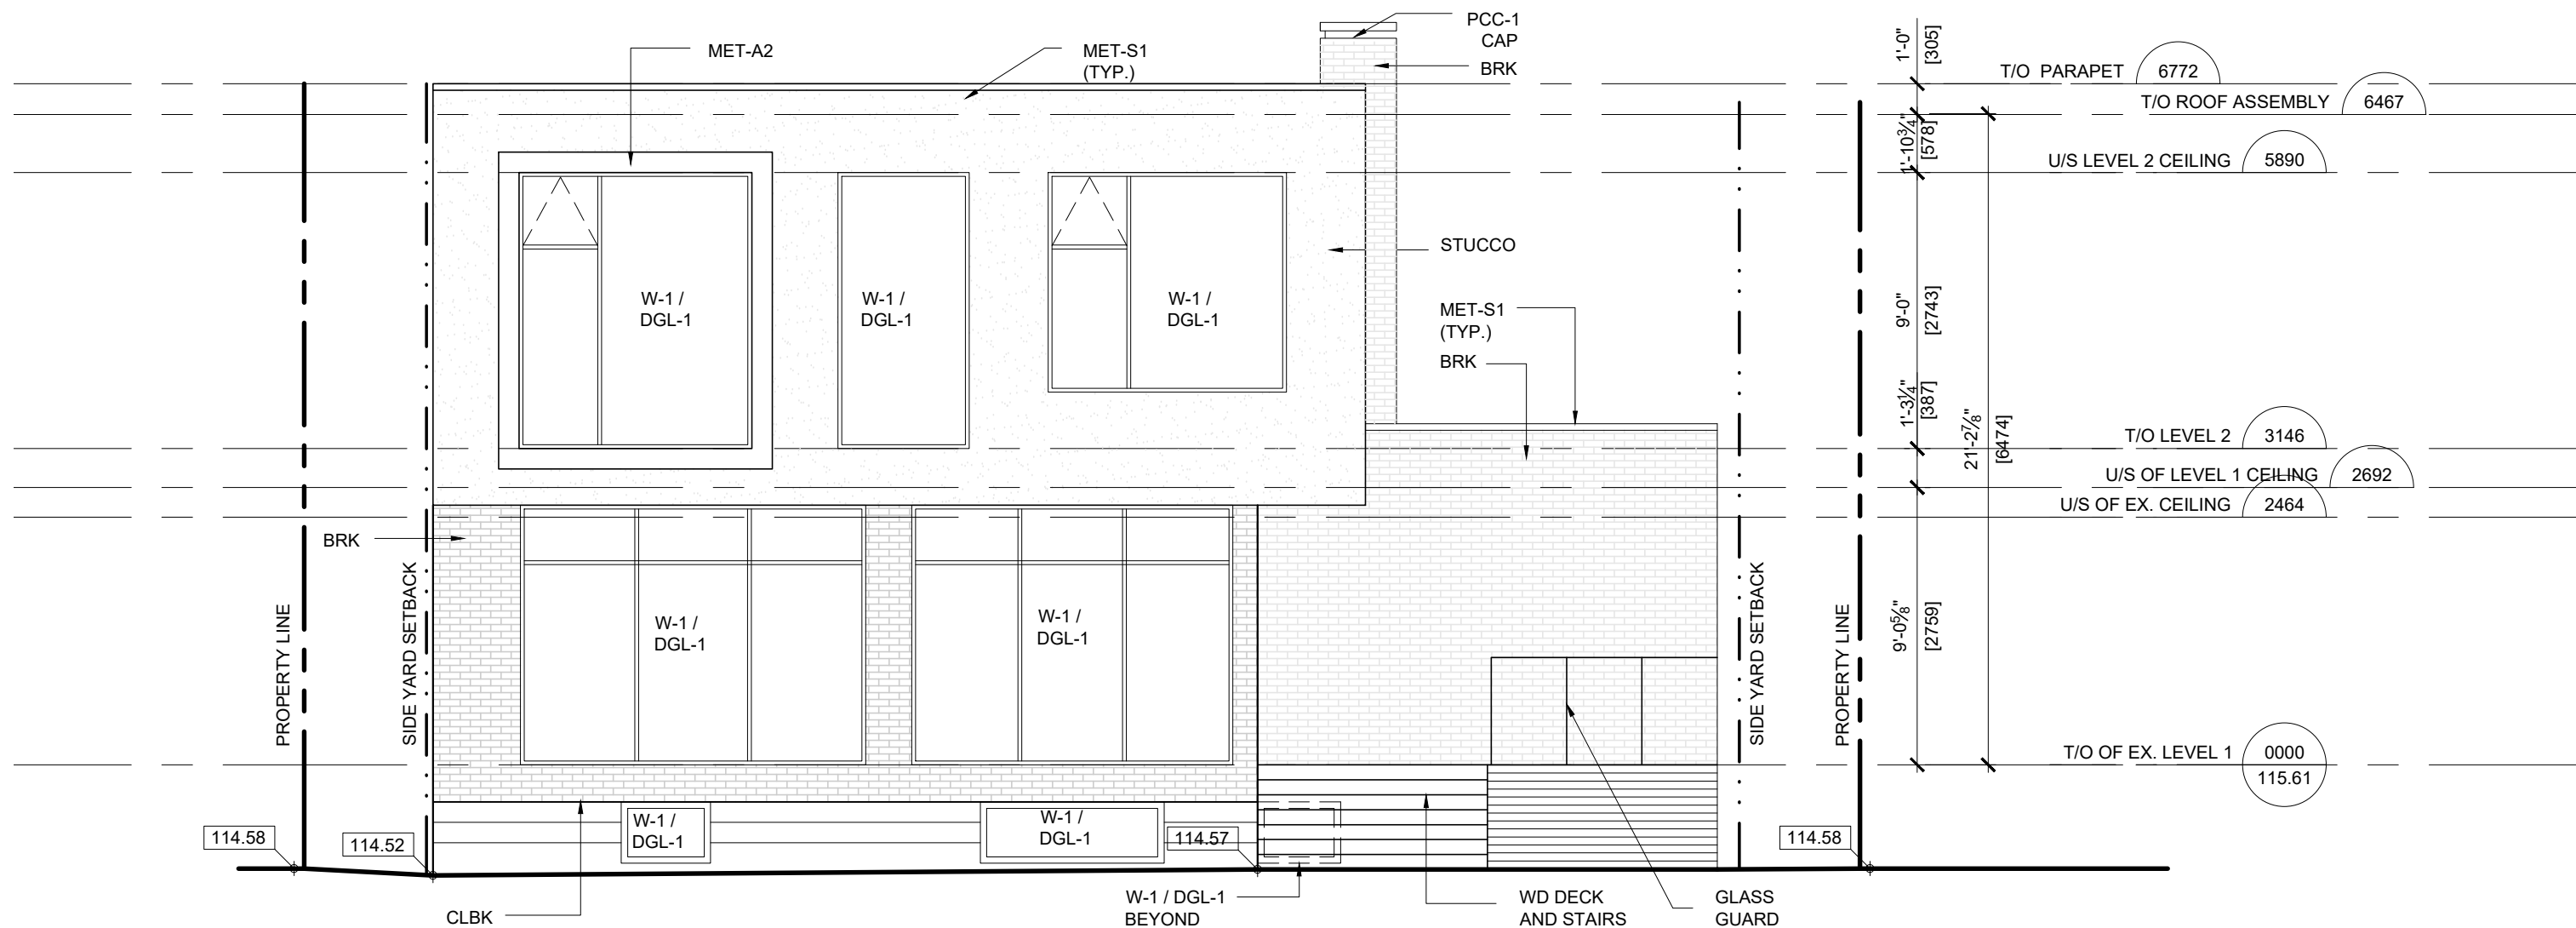 PCC-1
CAP
BRK
MET-A2
MET-S1
(TYP.)
1'-0"
[305]
T/O PARAPET 6772
T/O ROOF ASSEMBLY 6467
1'-10¾"
[578]
U/S LEVEL 2 CEILING 5890
STUCCO
W-1 /
DGL-1
W-1 /
DGL-1
W-1 /
DGL-1
MET-S1
(TYP.)
BRK
9'-0"
[2743]
1'-3¼"
[387]
21'-2⅞"
[6474]
T/O LEVEL 2 3146
U/S OF LEVEL 1 CEILING 2692
U/S OF EX. CEILING 2464
BRK
PROPERTY LINE
SIDE YARD SETBACK
W-1 /
DGL-1
W-1 /
DGL-1
SIDE YARD SETBACK
PROPERTY LINE
9'-0⅝"
[2759]
T/O OF EX. LEVEL 1 0000
115.61
114.58
114.52
W-1 /
DGL-1
W-1 /
DGL-1
114.57
114.58
CLBK
W-1 / DGL-1
BEYOND
WD DECK
AND STAIRS
GLASS
GUARD